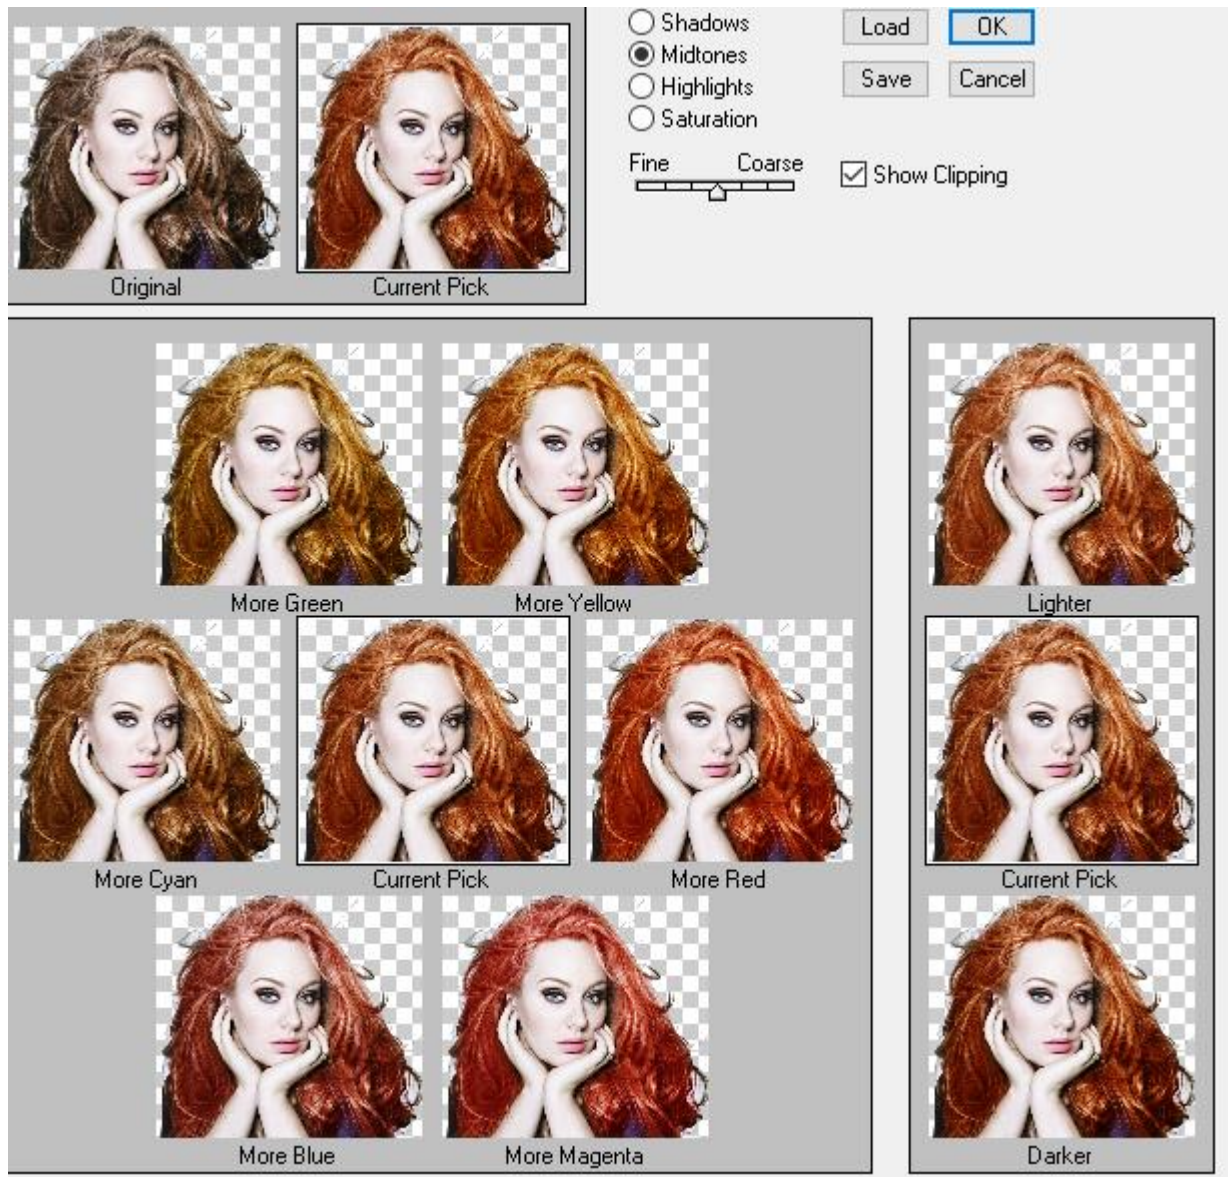 Shadows
Midtones
Highlights
Saturation
Load
OK
Save
Cancel
Fine
Coarse
Show Clipping
Original
Current Pick
More Green
More Yellow
Lighter
More Cyan
Current Pick
More Red
Current Pick
More Blue
More Magenta
Darker